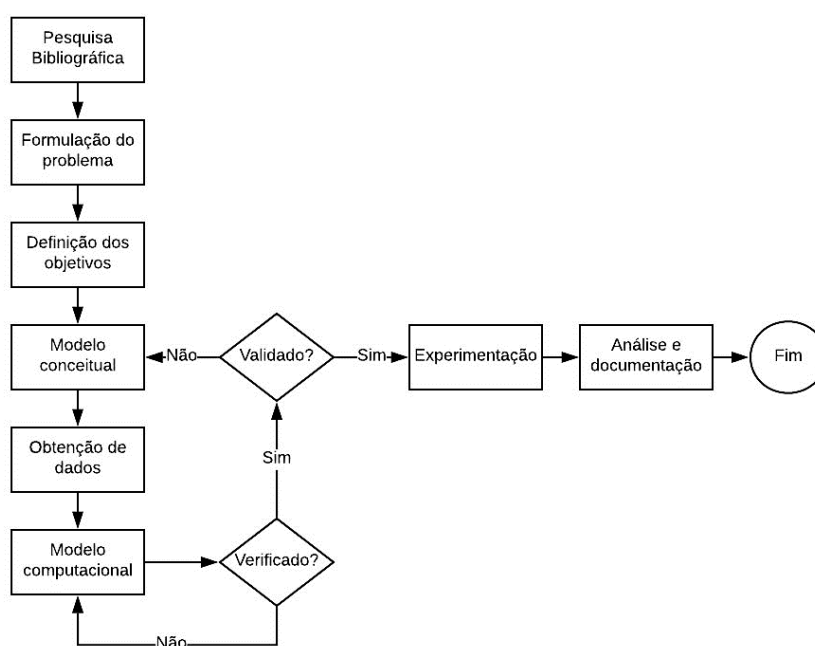 Pesquisa
Bibliográfica
Formulação do
problema
Definição dos
objetivos
Modelo
conceitual
Não
Validado?
Sim
Experimentação
Análise e
documentação
Fim
Obtenção de
dados
Sim
Modelo
computacional
Verificado?
Não